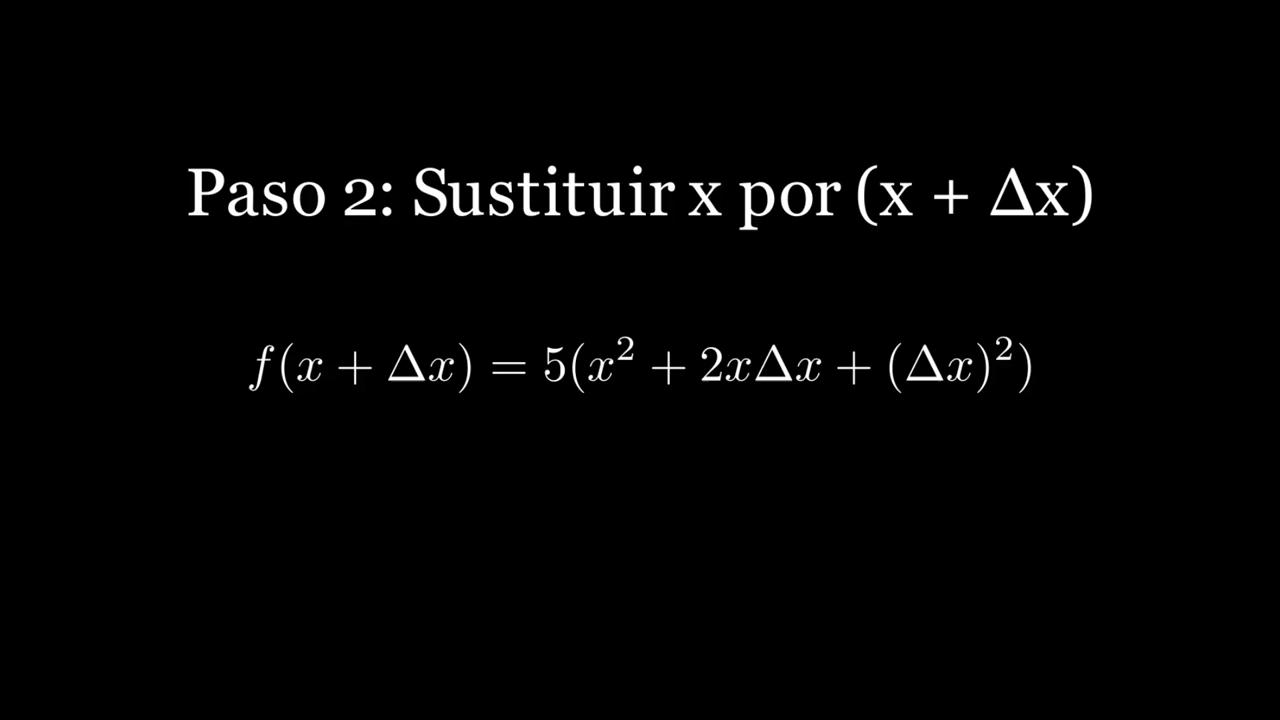 Paso 2: Sustituir x por (x + Δx)
f(x + Δx) = 5(x² + 2xΔx + (Δx)²)